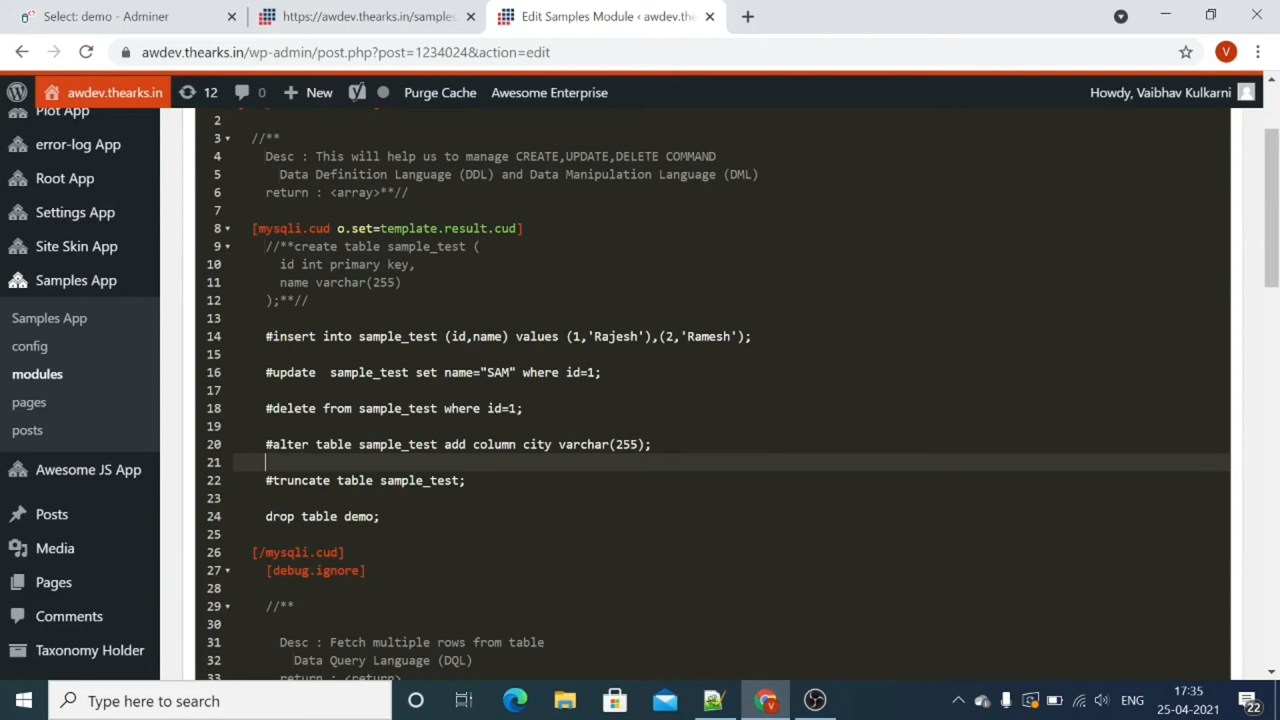 Select: demo - Adminer
https://awdev.thearks.in/samples
Edit Samples Module ‹ awdev.the
awdev.thearks.in/wp-admin/post.php?post=1234024&action=edit
V
awdev.thearks.in
12
0
New
Purge Cache
Awesome Enterprise
Howdy, Vaibhav Kulkarni
Plot App
error-log App
Root App
Settings App
Site Skin App
Samples App
Samples App
config
modules
pages
posts
Awesome JS App
Posts
Media
Pages
Comments
Taxonomy Holder
2
3 //**
4 Desc : This will help us to manage CREATE,UPDATE,DELETE COMMAND
5 Data Definition Language (DDL) and Data Manipulation Language (DML)
6 return : <array>**//
7
8 [mysqli.cud o.set=template.result.cud]
9 //**create table sample_test (
10 id int primary key,
11 name varchar(255)
12 );**//
13
14 #insert into sample_test (id,name) values (1,'Rajesh'),(2,'Ramesh');
15
16 #update  sample_test set name="SAM" where id=1;
17
18 #delete from sample_test where id=1;
19
20 #alter table sample_test add column city varchar(255);
21
22 #truncate table sample_test;
23
24 drop table demo;
25
26 [/mysqli.cud]
27 [debug.ignore]
28
29 //**
30
31 Desc : Fetch multiple rows from table
32 Data Query Language (DQL)
33 return : <return>
Type here to search
V
ENG
17:35
25-04-2021
22